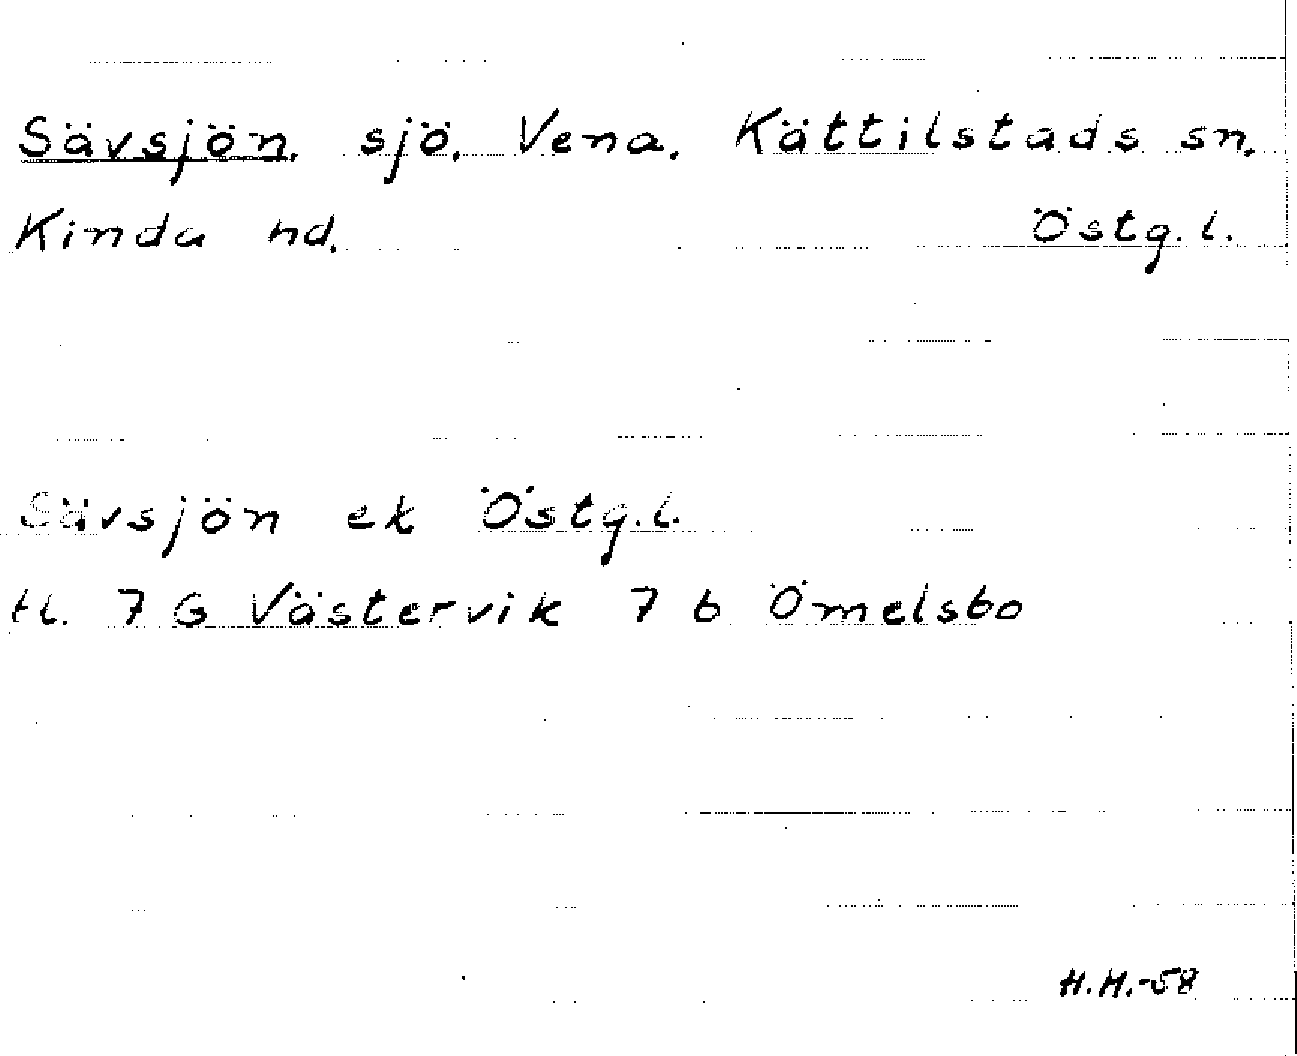 Sävsjön, sjö, Vena, Kättilstads sn,
Kinda hd, Östg. l.
Sävsjön ek Östg. l.
bl. 7 G Västervik 7 b Ömelsbo
H.H.-58